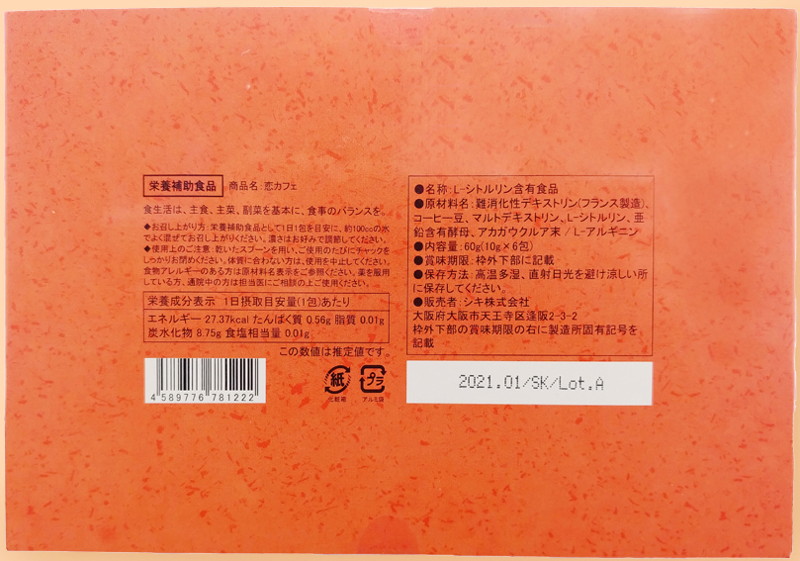 栄養補助食品 商品名:恋カフェ
食生活は、主食、主菜、副菜を基本に、食事のバランスを。
◆お召し上がり方:栄養補助食品として1日1包を目安に、約100ccの水
でよく混ぜてお召し上がりください。濃さはお好みで調節してください。
◆使用上のご注意:乾いたスプーンを用い、ご使用のたびにチャックを
しっかりお閉めください。体質に合わない方は、使用を中止してください。
食物アレルギーのある方は原材料名表示をご参照ください。薬を服用し
ている方、通院中の方は担当医にご相談の上ご使用ください。
栄養成分表示 1日摂取目安量(1包)あたり
エネルギー 27.37kcal たんぱく質 0.56g 脂質 0.01g
炭水化物 8.75g 食塩相当量 0.01g
この数値は推定値です。
4 589776 781222
紙
プラ
アルミ袋
●名称:L-シトルリン含有食品
●原材料名:難消化性デキストリン(フランス製造)、
コーヒー豆、マルトデキストリン、L-シトルリン、亜
鉛含有酵母、アカガウクルア末 / L-アルギニン
●内容量:60g(10g×6包)
●賞味期限:枠外下部に記載
●保存方法:高温多湿、直射日光を避け涼しい所
に保存してください。
●販売者:シキ株式会社
大阪府大阪市天王寺区逢阪2-3-2
枠外下部の賞味期限の右に製造所固有記号を
記載
2021.01/SK/Lot.A